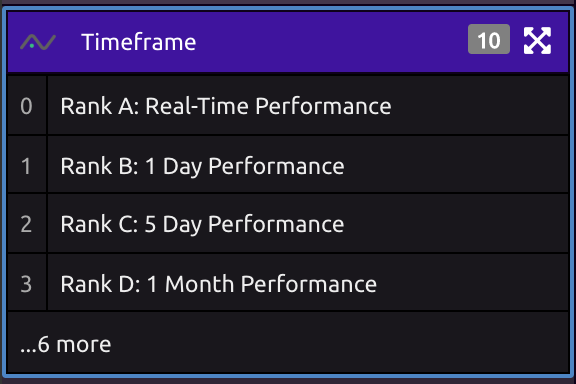 Timeframe 10
0 Rank A: Real-Time Performance
1 Rank B: 1 Day Performance
2 Rank C: 5 Day Performance
3 Rank D: 1 Month Performance
...6 more